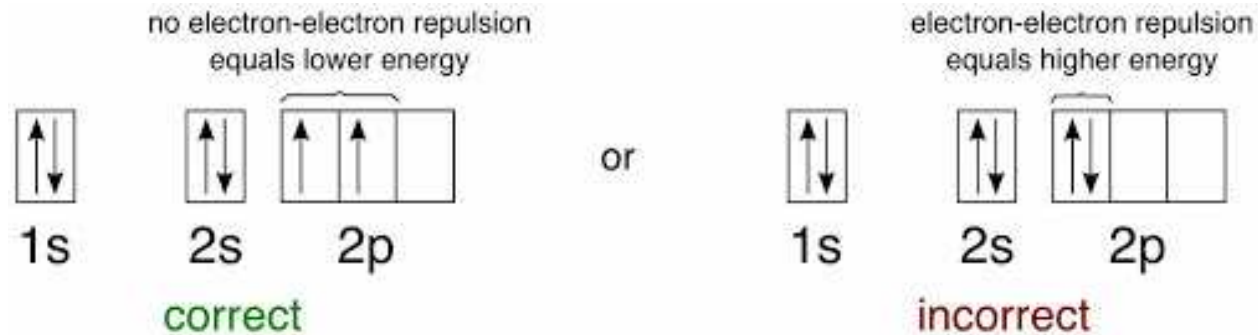 no electron-electron repulsion
equals lower energy
electron-electron repulsion
equals higher energy
or
1s 2s 2p
1s 2s 2p
correct
incorrect